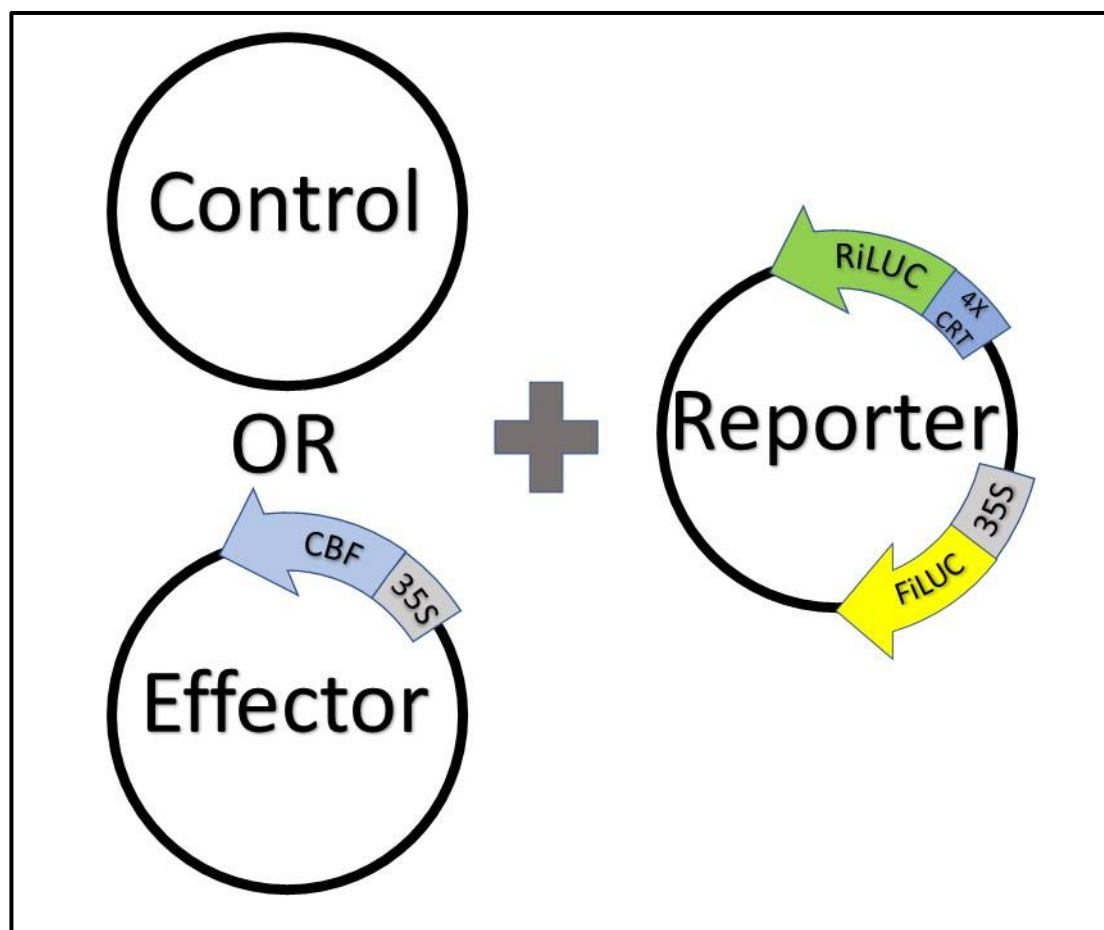 Control
OR
CBF
35S
Effector
RiLUC
4X
CRT
Reporter
35S
FiLUC